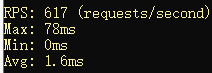 RPS: 617 (requests/second)
Max: 78ms
Min: 0ms
Avg: 1.6ms